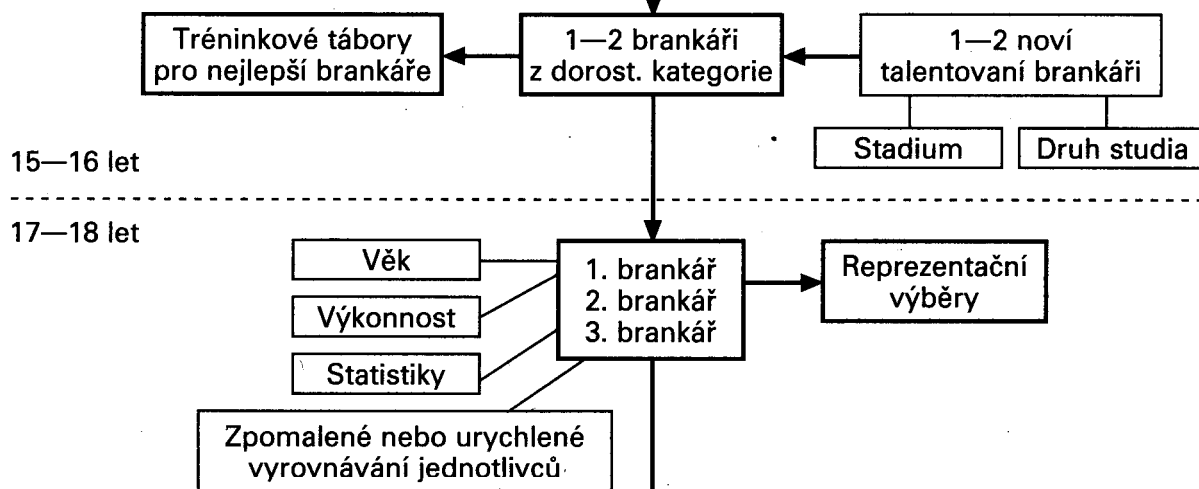 Tréninkové tábory
pro nejlepší brankáře
1—2 brankáři
z dorost. kategorie
1—2 noví
talentovaní brankáři
Stadium
Druh studia
15—16 let
17—18 let
Věk
Výkonnost
Statistiky
Zpomalené nebo urychlené
vyrovnávání jednotlivců
1. brankář
2. brankář
3. brankář
Reprezentační
výběry